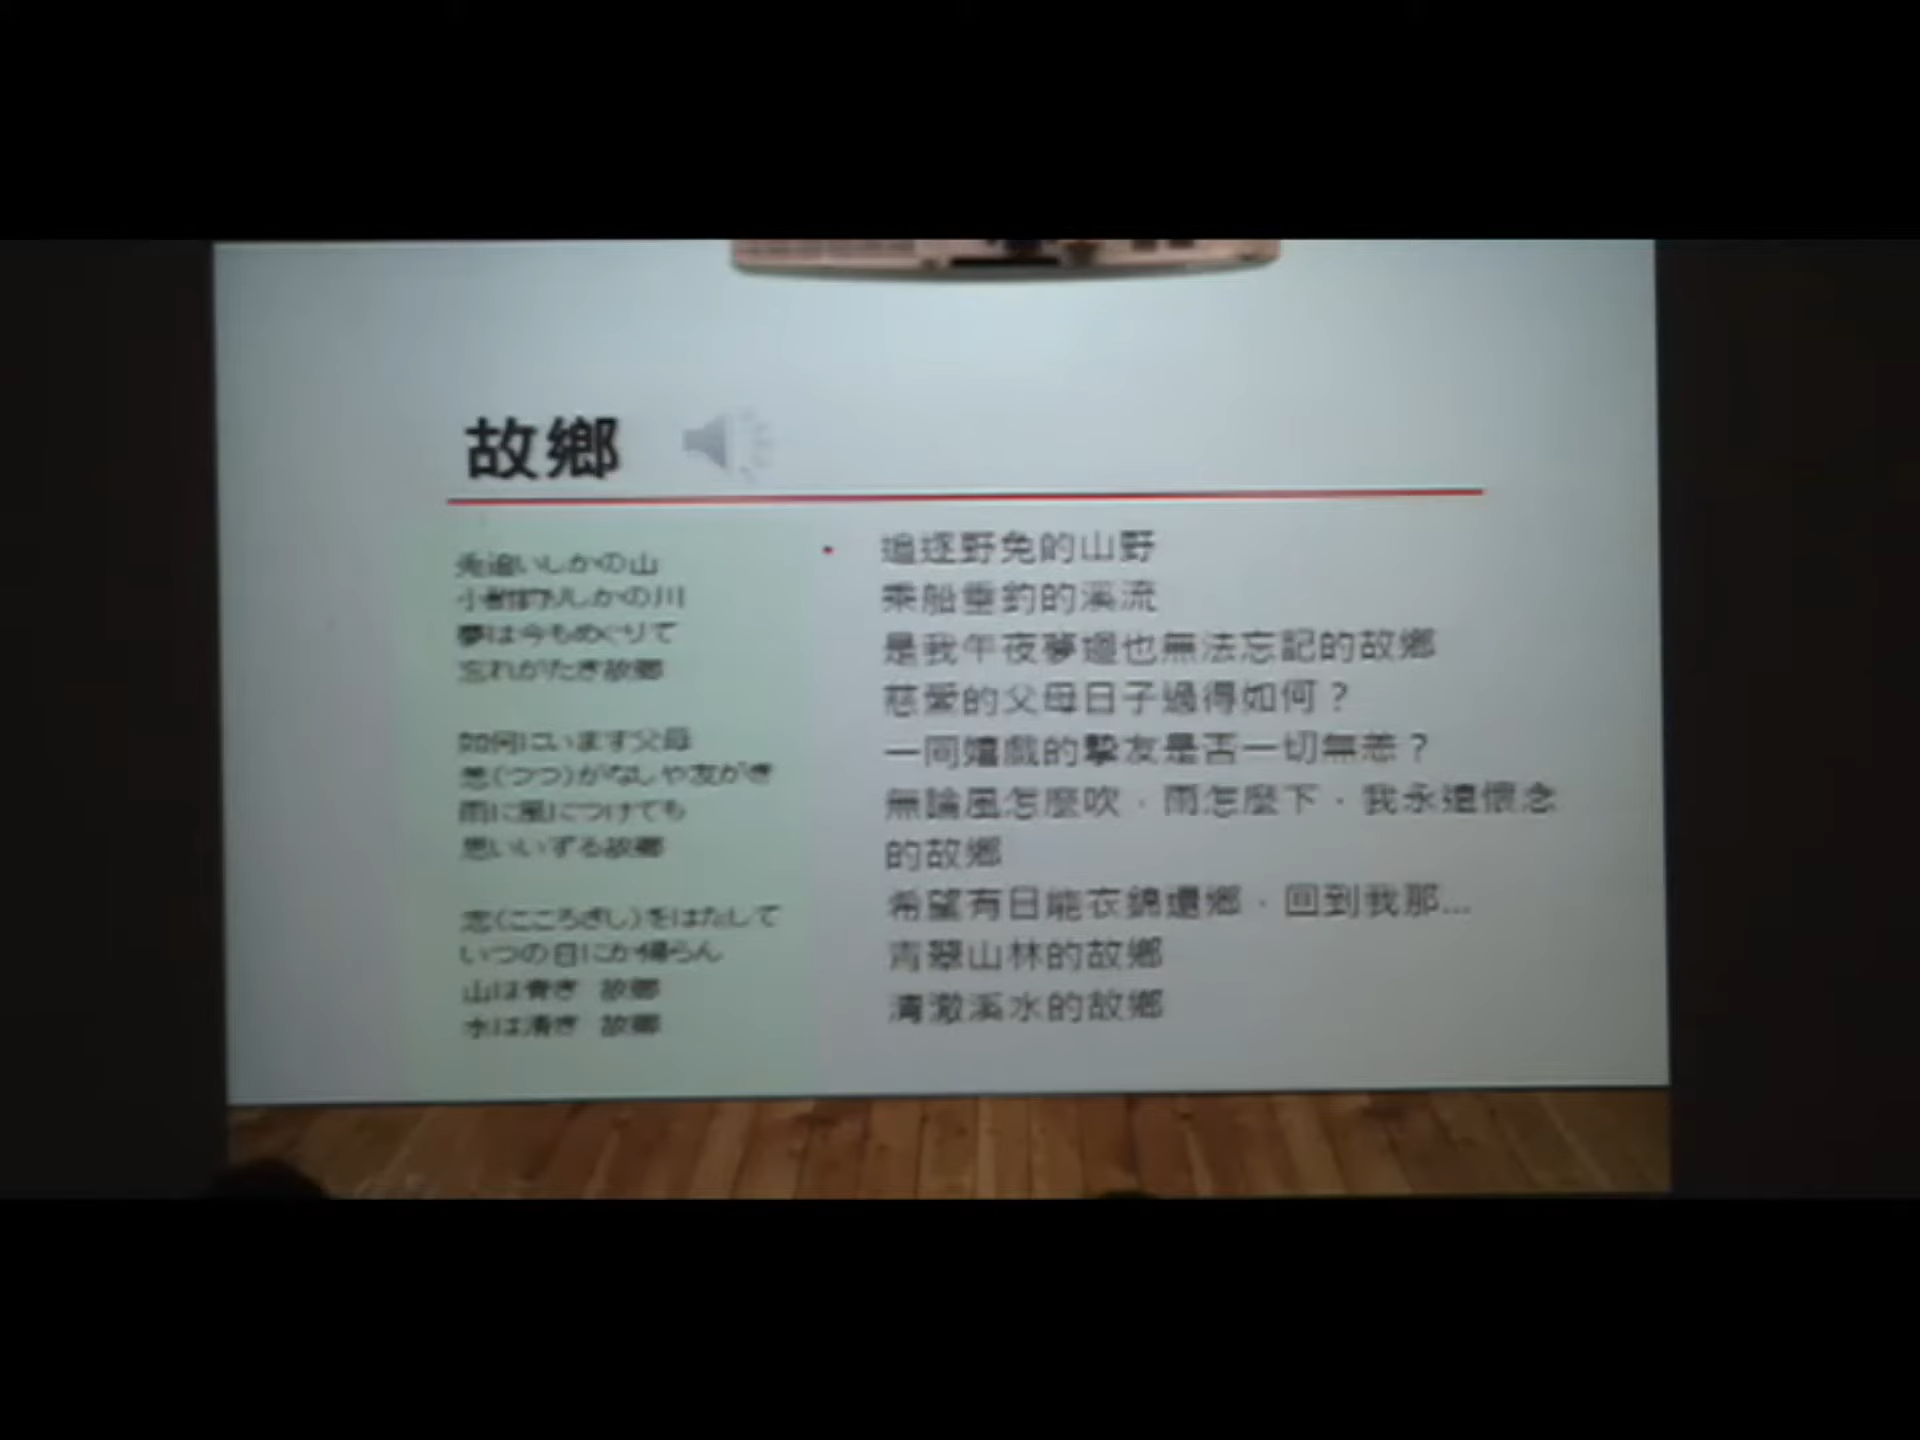 故鄉
兎追いしかの山
小鮒釣りしかの川
夢は今もめぐりて
忘れがたき故郷
如何にいます父母
恙(つつ)がなしや友がき
雨に風につけても
思いいずる故郷
志(こころざし)をはたして
いつの日にか帰らん
山は青き 故郷
水は清き 故郷
追逐野兔的山野
乘船垂釣的溪流
是我午夜夢迴也無法忘記的故鄉
慈愛的父母日子過得如何？
一同嬉戲的摯友是否一切無恙？
無論風怎麼吹，雨怎麼下，我永遠懷念
的故鄉
希望有日能衣錦還鄉，回到我那...
青翠山林的故鄉
清澈溪水的故鄉